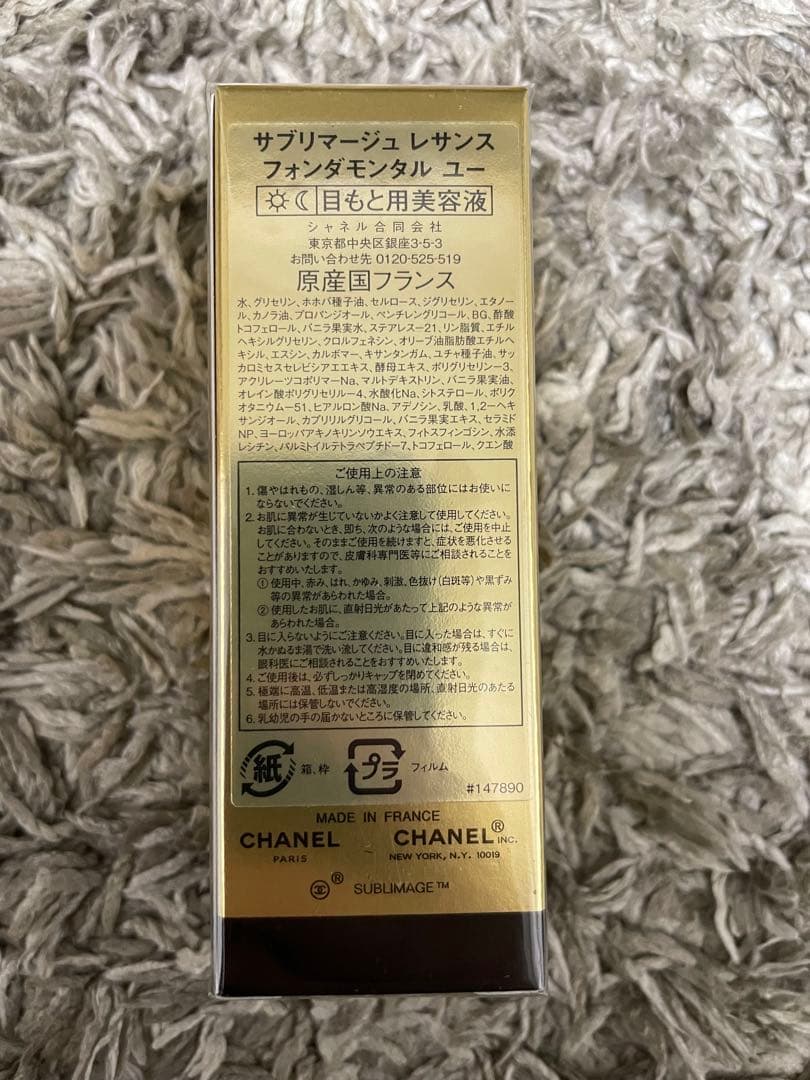 サブリマージュ レサンス
フォンダモンタル ユー
目もと用美容液
シャネル合同会社
東京都中央区銀座3-5-3
お問い合わせ先 0120-525-519
原産国フランス
水、グリセリン、ホホバ種子油、セルロース、ジグリセリン、エタノー
ル、カノラ油、プロパンジオール、ペンチレングリコール、BG、酢酸
トコフェロール、バニラ果実水、ステアレス-21、リン脂質、エチル
ヘキシルグリセリン、クロルフェネシン、オリーブ油脂肪酸エチルヘ
キシル、エスシン、カルボマー、キサンタンガム、ユチャ種子油、サッ
カロミセスセレビシアエエキス、酵母エキス、ポリグリセリン-3、
アクリレーツコポリマーNa、マルトデキストリン、バニラ果実油、
オレイン酸ポリグリセリル-4、水酸化Na、シトステロール、ポリク
オタニウム-51、ヒアルロン酸Na、アデノシン、乳酸、1,2-ヘキ
サンジオール、カプリリルグリコール、バニラ果実エキス、セラミド
NP、ヨーロッパアキノキリンソウエキス、フィトスフィンゴシン、水添
レシチン、パルミトイルテトラペプチド-7、トコフェロール、クエン酸
ご使用上の注意
1. 傷やはれもの、湿しん等、異常のある部位にはお使いに
ならないでください。
2. お肌に異常が生じていないかよく注意して使用してください。
お肌に合わないとき、即ち、次のような場合には、ご使用を中止
してください。そのままご使用を続けますと、症状を悪化させる
ことがありますので、皮膚科専門医等にご相談されることを
おすすめいたします。
① 使用中、赤み、はれ、かゆみ、刺激、色抜け(白斑等)や黒ずみ
等の異常があらわれた場合。
② 使用したお肌に、直射日光があたって上記のような異常が
あらわれた場合。
3. 目に入らないようにご注意ください。目に入った場合は、すぐに
水かぬるま湯で洗い流してください。目に違和感が残る場合は、
眼科医にご相談されることをおすすめいたします。
4. ご使用後は、必ずしっかりキャップを閉めてください。
5. 極端に高温、低温または高湿度の場所、直射日光のあたる
場所には保管しないでください。
6. 乳幼児の手の届かないところに保管してください。
紙 箱、枠 プラ フィルム
#147890
MADE IN FRANCE
CHANEL CHANEL® INC.
PARIS NEW YORK, N.Y. 10019
® SUBLIMAGE™